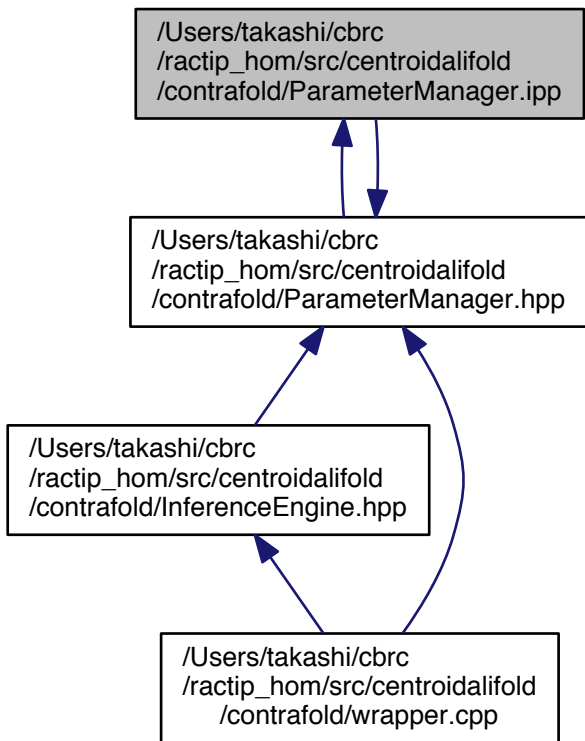 /Users/takashi/cbrc
/ractip_hom/src/centroidalifold
/contrafold/ParameterManager.ipp
/Users/takashi/cbrc
/ractip_hom/src/centroidalifold
/contrafold/ParameterManager.hpp
/Users/takashi/cbrc
/ractip_hom/src/centroidalifold
/contrafold/InferenceEngine.hpp
/Users/takashi/cbrc
/ractip_hom/src/centroidalifold
/contrafold/wrapper.cpp